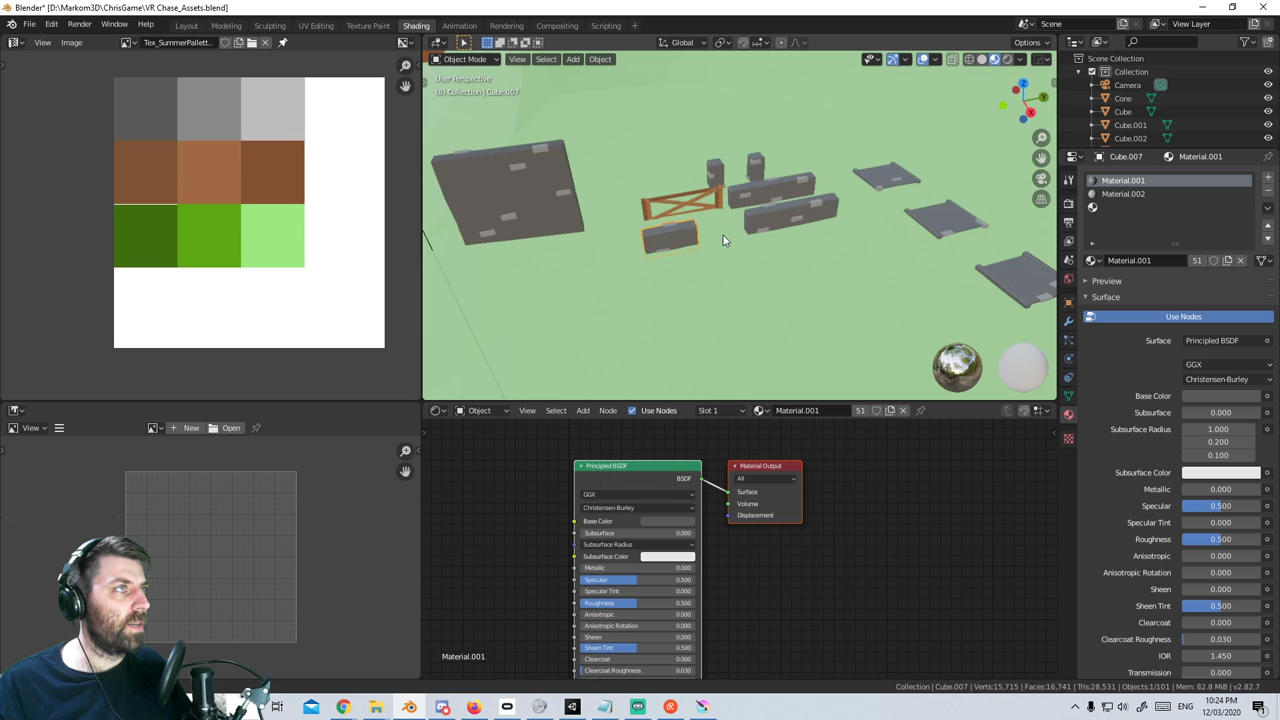 Blender* [D:\Markom3D\ChrisGame\VR Chase_Assets.blend]
File Edit Render Window Help Layout Modeling Sculpting UV Editing Texture Paint Shading Animation Rendering Compositing Scripting + Scene View Layer
View Image Tex_SummerPallett... Global Options
Object Mode View Select Add Object
User Perspective
(8) Collection | Cube.007
Scene Collection
Collection
Camera
Cone
Cube
Cube.001
Cube.002
Cube.007 Material.001
Material.001
Material.002
Material.001 51
Preview
Surface
Use Nodes
Surface Principled BSDF
GGX
Christensen-Burley
Base Color
Subsurface 0.000
Subsurface Radius 1.000
0.200
0.100
Subsurface Color
Metallic 0.000
Specular 0.500
Specular Tint 0.000
Roughness 0.500
Anisotropic 0.000
Anisotropic Rotation 0.000
Sheen 0.000
Sheen Tint 0.500
Clearcoat 0.000
Clearcoat Roughness 0.030
IOR 1.450
Transmission 0.000
View New Open
Object View Select Add Node Use Nodes Slot 1 Material.001 51
Principled BSDF
BSDF
GGX
Christensen-Burley
Base Color
Subsurface 0.000
Subsurface Radius
Subsurface Color
Metallic 0.000
Specular 0.500
Specular Tint 0.000
Roughness 0.500
Anisotropic 0.000
Anisotropic Rotation 0.000
Sheen 0.000
Sheen Tint 0.500
Clearcoat 0.000
Clearcoat Roughness 0.030
Material Output
All
Surface
Volume
Displacement
Material.001
Collection | Cube.007 | Verts:15,715 | Faces:16,741 | Tris:28,531 | Objects:1/101 | Mem: 82.8 MiB | v2.82.7
10:24 PM
12/03/2020